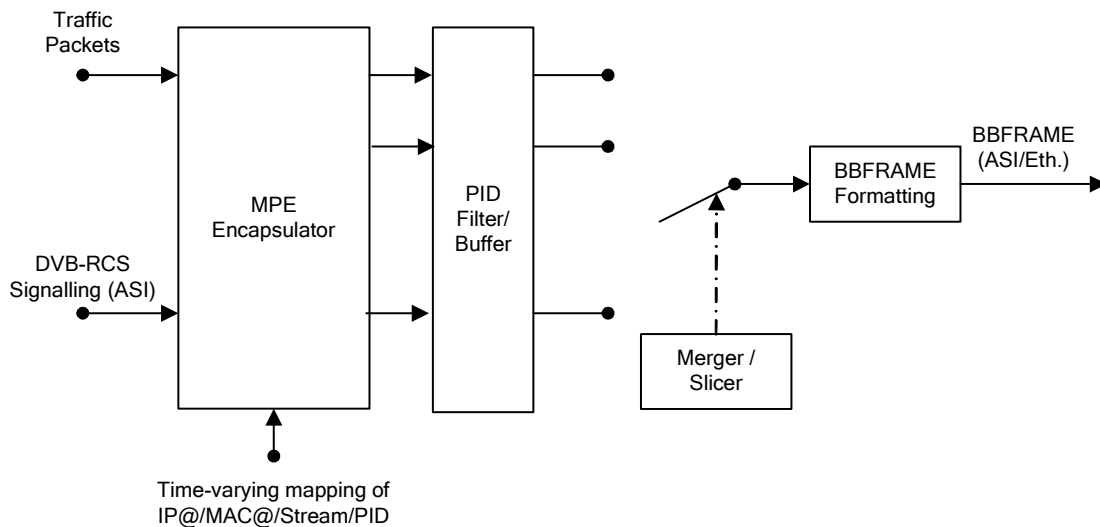 Traffic
Packets
MPE
Encapsulator
PID
Filter/
Buffer
BBFRAME
(ASI/Eth.)
BBFRAME
Formatting
DVB-RCS
Signalling (ASI)
Merger /
Slicer
Time-varying mapping of
IP@/MAC@/Stream/PID